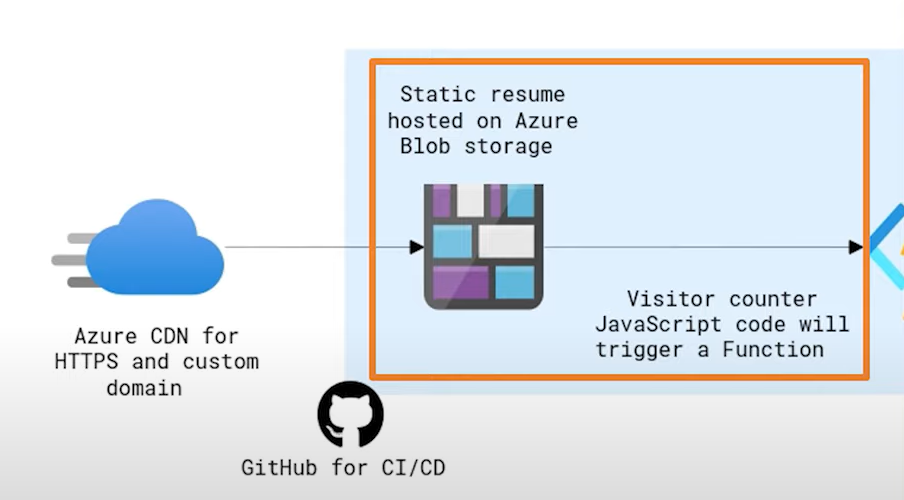 Static resume
hosted on Azure
Blob storage
Azure CDN for
HTTPS and custom
domain
Visitor counter
JavaScript code will
trigger a Function
GitHub for CI/CD